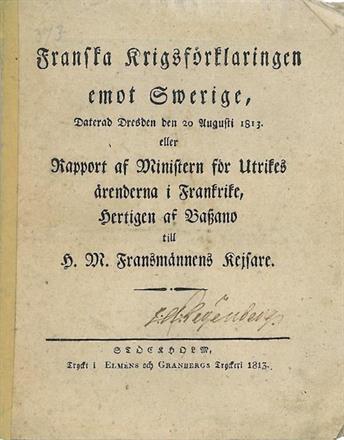 Franska Krigsförklaringen
emot Swerige,
Daterad Dresden den 20 Augusti 1813.
eller
Rapport af Ministern för Utrikes
ärenderna i Frankrike,
Hertigen af Baßano
till
H. M. Fransmännens Kejsare.
STOCKHOLM,
Tryckt i ELMÉNS och GRANBERGS Tryckeri 1813.